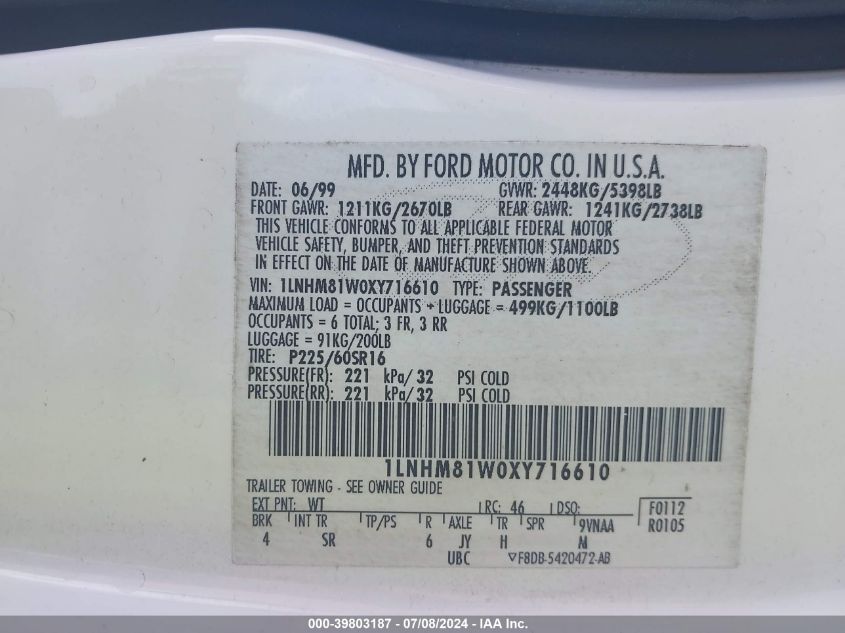 MFD. BY FORD MOTOR CO. IN U.S.A.
DATE: 06/99 GVWR: 2448KG/5398LB
FRONT GAWR: 1211KG/2670LB REAR GAWR: 1241KG/2738LB
THIS VEHICLE CONFORMS TO ALL APPLICABLE FEDERAL MOTOR
VEHICLE SAFETY, BUMPER, AND THEFT PREVENTION STANDARDS
IN EFFECT ON THE DATE OF MANUFACTURE SHOWN ABOVE.
VIN: 1LNHM81W0XY716610 TYPE: PASSENGER
MAXIMUM LOAD = OCCUPANTS + LUGGAGE = 499KG/1100LB
OCCUPANTS = 6 TOTAL; 3 FR, 3 RR
LUGGAGE = 91KG/200LB
TIRE: P225/60SR16
PRESSURE(FR): 221 kPa/ 32 PSI COLD
PRESSURE(RR): 221 kPa/ 32 PSI COLD
1LNHM81W0XY716610
TRAILER TOWING - SEE OWNER GUIDE
EXT PNT: WT RC: 46 DSO: F0112
BRK INT TR TP/PS R AXLE TR SPR 9VNAA R0105
4 SR 6 JY H M
UBC ▽F8DB-5420472-AB
000-39803187 - 07/08/2024 - IAA Inc.